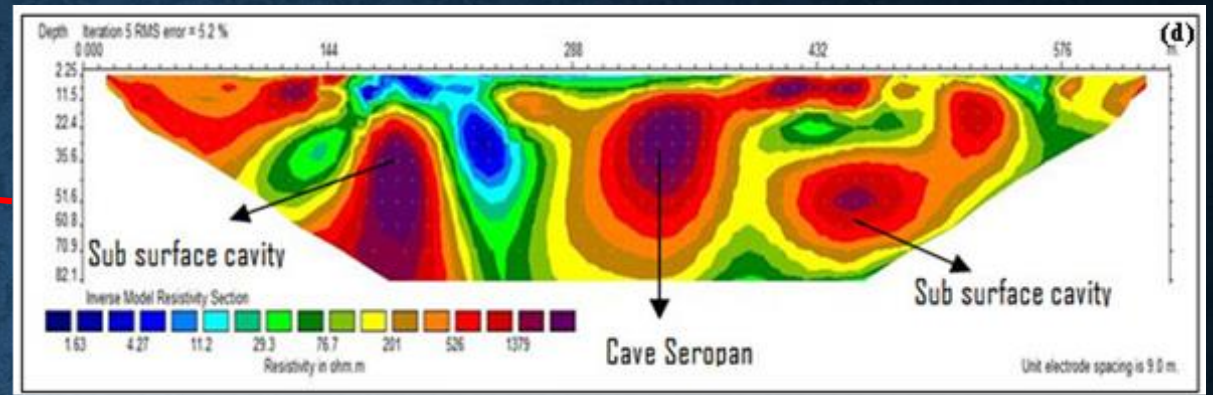 Depth Iteration 5 RMS error = 5.2 %
(d)
0.000 144 288 432 576 m.
2.25
11.5
22.4
35.6
51.6
60.8
70.9
82.1
Sub surface cavity
Cave Seropan
Sub surface cavity
Inverse Model Resistivity Section
1.63 4.27 11.2 29.3 76.7 201 526 1379
Resistivity in ohm.m
Unit electrode spacing is 9.0 m.